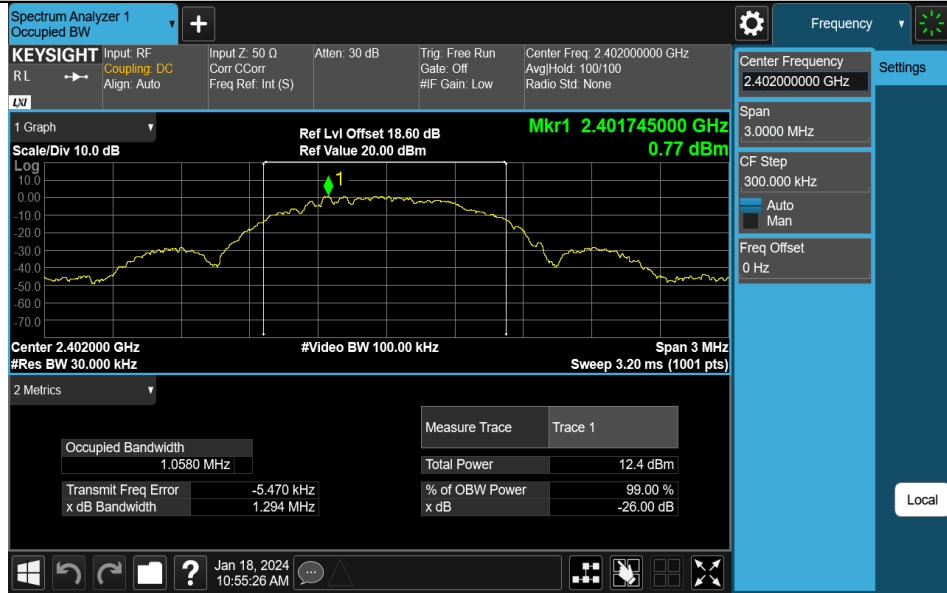 Spectrum Analyzer 1
Occupied BW
+
Frequency
KEYSIGHT
R L
LXI
Input: RF
Coupling: DC
Align: Auto
Input Z: 50 Ω
Corr CCorr
Freq Ref: Int (S)
Atten: 30 dB
Trig: Free Run
Gate: Off
#IF Gain: Low
Center Freq: 2.402000000 GHz
Avg|Hold: 100/100
Radio Std: None
Center Frequency
2.402000000 GHz
Settings
Span
3.0000 MHz
CF Step
300.000 kHz
Auto
Man
Freq Offset
0 Hz
Local
1 Graph
Scale/Div 10.0 dB
Ref Lvl Offset 18.60 dB
Ref Value 20.00 dBm
Mkr1 2.401745000 GHz
0.77 dBm
Log
1
10.0
0.00
-10.0
-20.0
-30.0
-40.0
-50.0
-60.0
-70.0
Center 2.402000 GHz
#Res BW 30.000 kHz
#Video BW 100.00 kHz
Span 3 MHz
Sweep 3.20 ms (1001 pts)
2 Metrics
Occupied Bandwidth
1.0580 MHz
Transmit Freq Error -5.470 kHz
x dB Bandwidth 1.294 MHz
Measure Trace Trace 1
Total Power 12.4 dBm
% of OBW Power 99.00 %
x dB -26.00 dB
?
Jan 18, 2024
10:55:26 AM